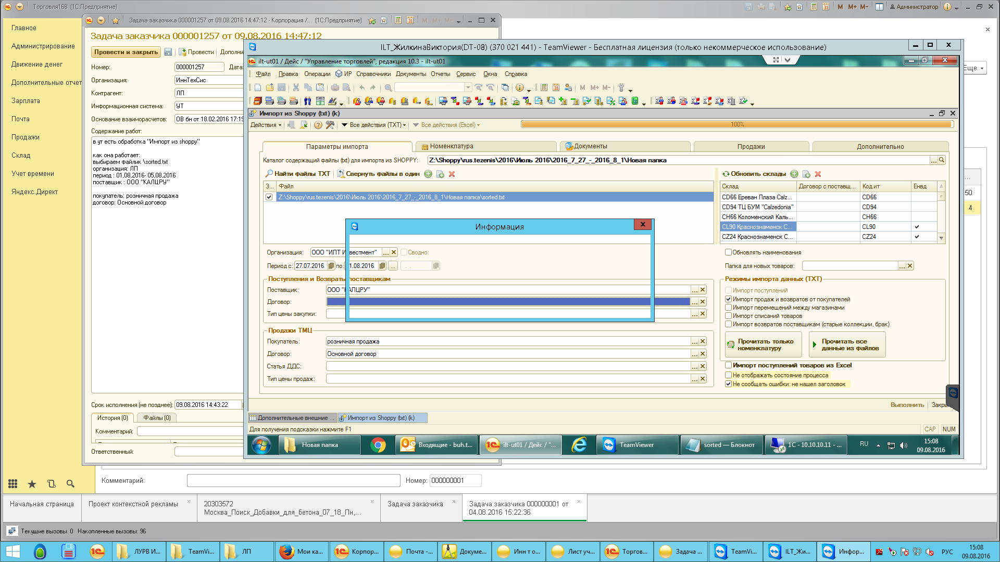 Торговля168 (1С:Предприятие)
M M+ M-
Администратор
Главное
Администрирование
Движение денег
Дополнительные отчет
Зарплата
Почта
Продажи
Склад
Учет времени
Яндекс.Директ
Задача заказчика 000001257 от 09.08.2016 14:47:12 - Корпорация /... (1С:Предприятие)
M M+ M-
Задача заказчика 000001257 от 09.08.2016 14:47:12
Провести и закрыть
Провести
Дополни
Номер:
000001257
Дата:
Организация:
ИннТехСис
Контрагент:
ЛП
Информационная система:
УТ
Основание взаиморасчетов:
ОВ бн от 18.02.2016 17:19
Содержание работ:
в ут есть обработка "Импорт из shoppy"
как она работает:
выбираем файлик \sorted.txt
организация: ЛП
период : 01,08,2016- 05,08,2016
поставщик : ООО "КАЛЦРУ"
покупатель: розничная продажа
договор: Основной договор
Срок исполнения (не позднее):
09.08.2016 14:43:22
История (0)
Файлы (0)
Комментарий:
Ответственный:
ILT_ЖилкинаВиктория(DT-08) (370 021 441) - TeamViewer - Бесплатная лицензия (только некоммерческое использование)
ilt-ut01 / Дейс / "Управление торговлей", редакция 10.3 - ilt-ut01
Файл Правка Операции ИР Справочники Документы Отчеты Сервис Окна Справка
M M+ M-
Импорт из Shoppy (txt) (k)
Действия
Все действия (TXT)
Все действия (Excel)
100%
Параметры импорта
Номенклатура
Документы
Продажи
Дополнительно
Каталог содержащий файлы (txt) для импорта из SHOPPY:
Z:\Shoppy\rus.tezenis\2016\Июль 2016\2016_7_27_-_2016_8_1\Новая папка
Найти файлы TXT
Свернуть файлы в один
Обновить склады
З...
Файл
Z:\Shoppy\rus.tezenis\2016\Июль 2016\2016_7_27_-_2016_8_1\Новая папка\sorted.txt
Склад
Договор с поставщ...
Код ит
Енвд
CD66 Ереван Плаза Calz...
CD66
CD94 ТЦ БУМ "Calzedonia"
CD94
CH66 Коломенский Каль...
CH66
CL90 Краснознаменск С...
CL90
CZ24 Краснознаменск С...
CZ24
Информация
Организация:
ООО "ИЛТ Инвестмент"
Сводно:
Период с:
27.07.2016
по:
1.08.2016
Поступления и Возвраты поставщикам
Поставщик:
ООО "КАЛЦРУ"
Договор:
Тип цены закупки:
Продажи ТМЦ
Покупатель:
розничная продажа
Договор:
Основной договор
Статья ДДС:
Тип цены продаж:
Обновлять наименования
Папка для новых товаров:
Режимы импорта данных (TXT)
Импорт поступлений
Импорт продаж и возвратов от покупателей
Импорт перемещений между магазинами
Импорт списаний товаров
Импорт возвратов поставщикам (старые коллекции, брак)
Прочитать только номенклатуру
Прочитать все данные из файлов
Импорт поступлений товаров из Excel
Не отображать состояние процесса
Не сообщать ошибки: не нашел заголовок
Выполнить
Закры
Дополнительные внешние ...
Импорт из Shoppy (txt) (k)
Для получения подсказки нажмите F1
CAP
NUM
Новая папка
Входящие - buh.t...
ilt-ut01 / Дейс / "...
TeamViewer
sorted — Блокнот
1С - 10.10.10.11 - ...
RU
15:08
09.08.2016
Еще
...
50
4
Комментарий:
Номер:
000000001
Начальная страница
Проект контекстной рекламы
20303572
Москва_Поиск_Добавки_для_бетона_07_18_Пн,...
Задача заказчика
Задача заказчика 000000001 от
04.08.2016 15:22:36
Текущие вызовы: 0 Накопленные вызовы: 96
ЛУРВ И...
TeamVi...
ЛП
Мои ка...
Корпор...
Почта -...
Докуме...
Инн т о...
Лист уч...
Торгов...
Задача ...
TeamVi...
ILT_Жи...
Инфор...
РУС
15:08
09.08.2016